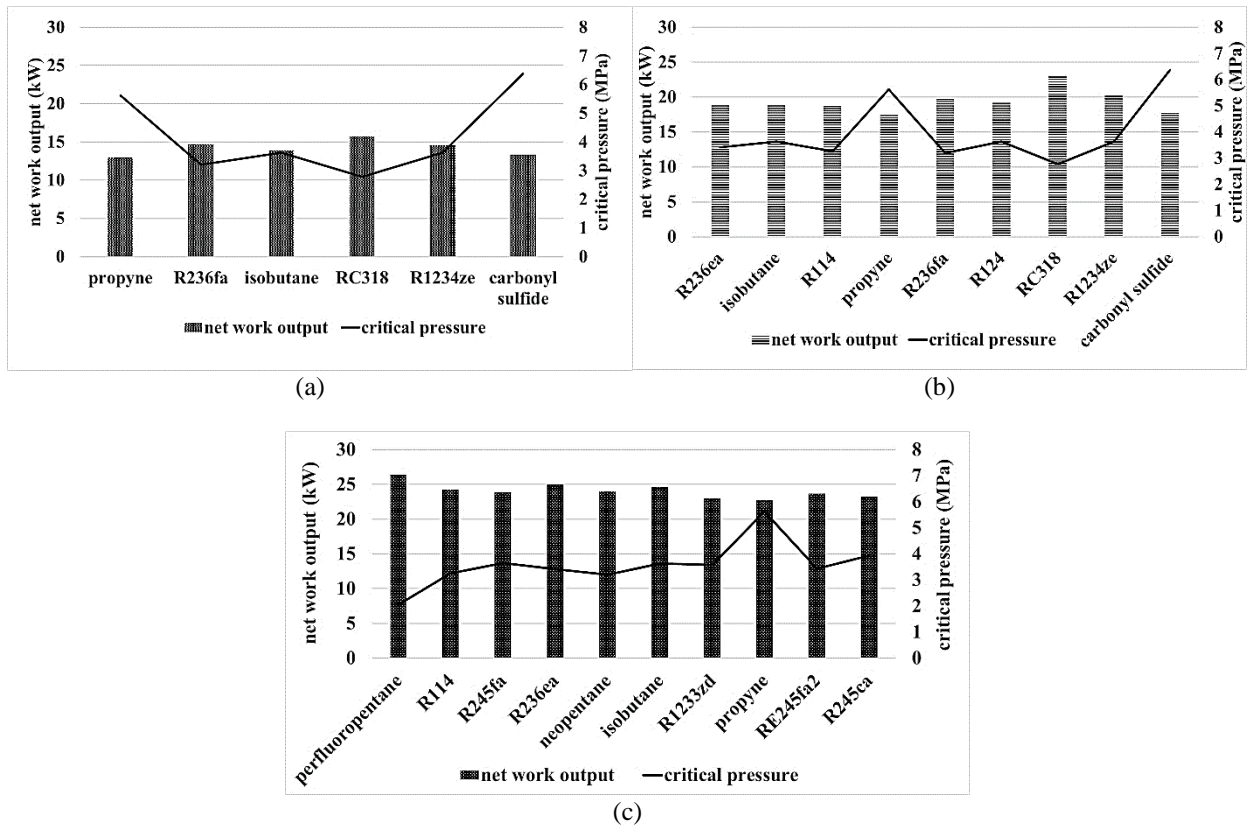 30
25
20
15
10
5
0
net work output (kW)
8
7
6
5
4
3
2
1
0
critical pressure (MPa)
propyne R236fa isobutane RC318 R1234ze carbonyl
sulfide
net work output critical pressure
(a)
30
25
20
15
10
5
0
net work output (kW)
8
7
6
5
4
3
2
1
0
critical pressure (MPa)
R236ea
isobutane
R114
propyne
R236fa
R124
RC318
R1234ze
carbonyl sulfide
net work output critical pressure
(b)
30
25
20
15
10
5
0
net work output (kW)
8
7
6
5
4
3
2
1
0
critical pressure (MPa)
perfluoropentane
R114
R245fa
R236ea
neopentane
isobutane
R1233zd
propyne
RE245fa2
R245ca
net work output critical pressure
(c)